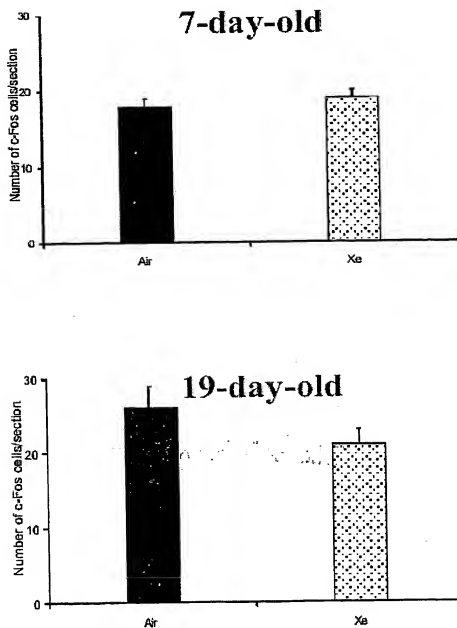 7-day-old
Number of c-Fos cells/section
30
20
10
0
Air
Xe
19-day-old
Number of c-Fos cells/section
30
20
10
0
Air
Xe